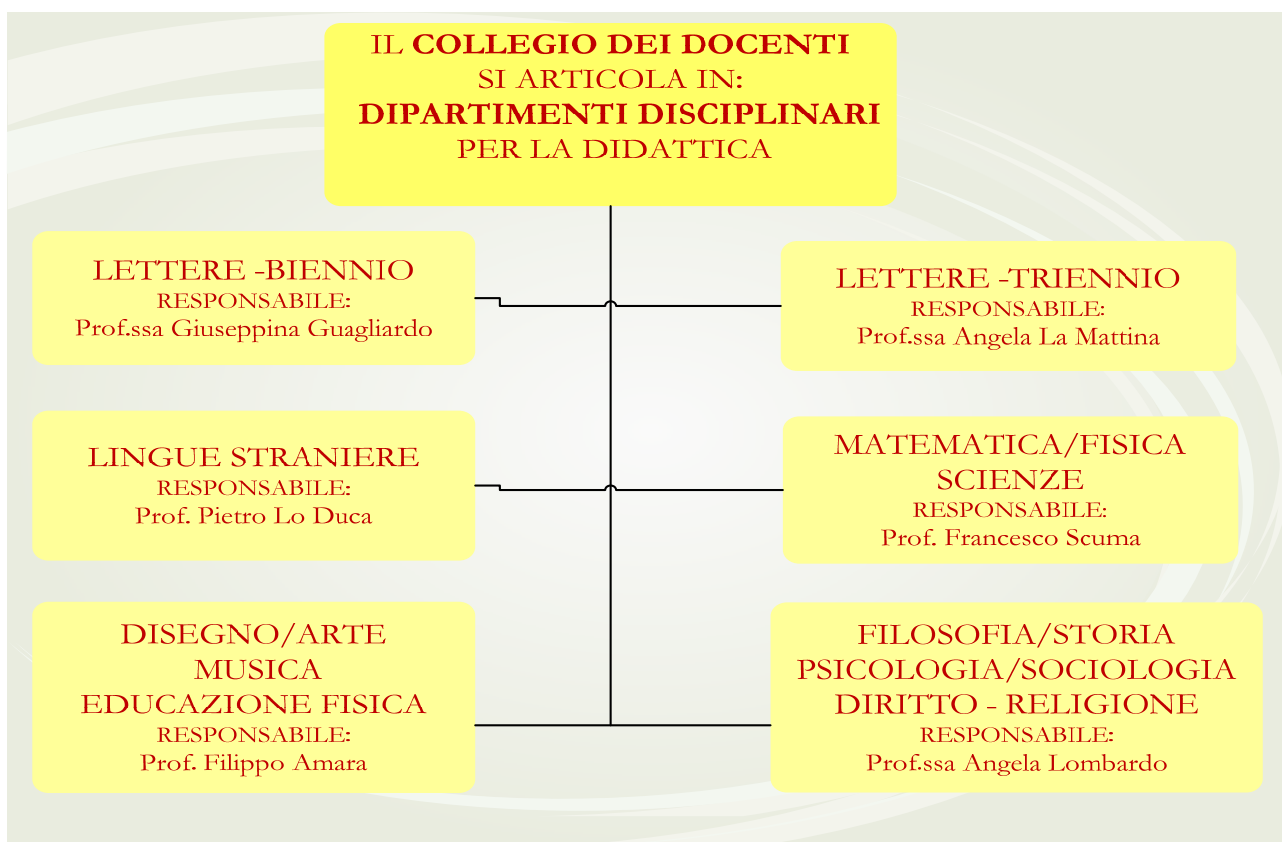 IL COLLEGIO DEI DOCENTI
SI ARTICOLA IN:
DIPARTIMENTI DISCIPLINARI
PER LA DIDATTICA
LETTERE -BIENNIO
RESPONSABILE:
Prof.ssa Giuseppina Guagliardo
LETTERE -TRIENNIO
RESPONSABILE:
Prof.ssa Angela La Mattina
LINGUE STRANIERE
RESPONSABILE:
Prof. Pietro Lo Duca
MATEMATICA/FISICA
SCIENZE
RESPONSABILE:
Prof. Francesco Scuma
DISEGNO/ARTE
MUSICA
EDUCAZIONE FISICA
RESPONSABILE:
Prof. Filippo Amara
FILOSOFIA/STORIA
PSICOLOGIA/SOCIOLOGIA
DIRITTO - RELIGIONE
RESPONSABILE:
Prof.ssa Angela Lombardo